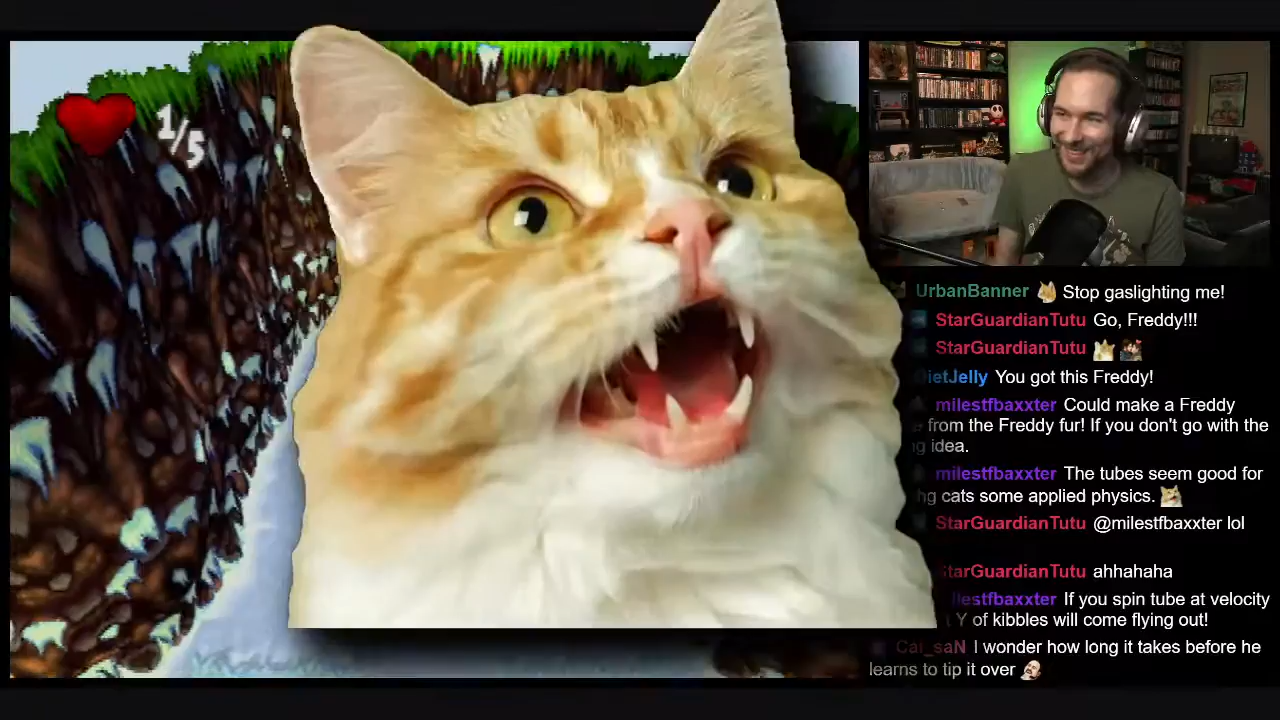 1/5
UrbanBanner Stop gaslighting me!
StarGuardianTutu Go, Freddy!!!
StarGuardianTutu
ietJelly You got this Freddy!
milestfbaxxter Could make a Freddy
from the Freddy fur! If you don't go with the
idea.
milestfbaxxter The tubes seem good for
cats some applied physics.
StarGuardianTutu @milestfbaxxter lol
tarGuardianTutu ahhahaha
lestfbaxxter If you spin tube at velocity
Y of kibbles will come flying out!
Cai_saN I wonder how long it takes before he
learns to tip it over